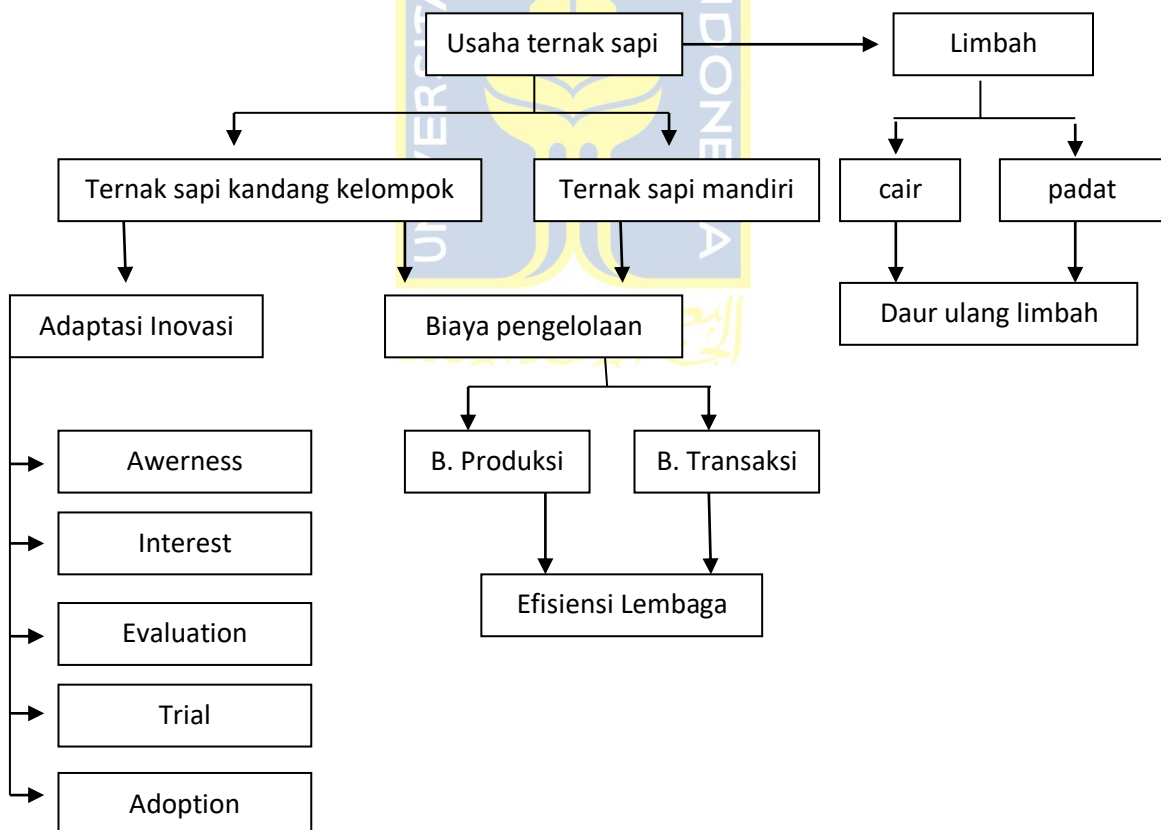 Usaha ternak sapi
Limbah
Ternak sapi kandang kelompok
Ternak sapi mandiri
cair
padat
Adaptasi Inovasi
Biaya pengelolaan
Daur ulang limbah
Awerness
B. Produksi
B. Transaksi
Interest
Efisiensi Lembaga
Evaluation
Trial
Adoption